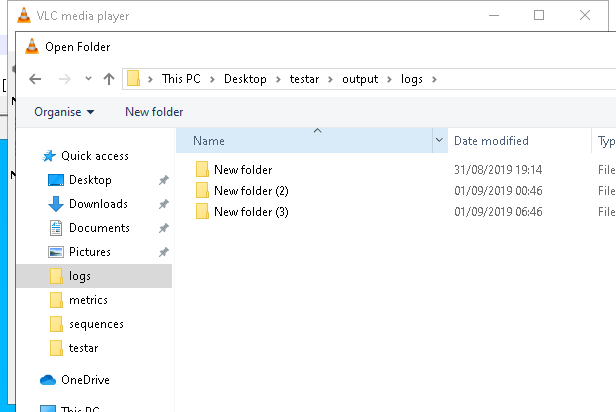 VLC media player
Open Folder
This PC > Desktop > testar > output > logs >
Organise New folder
Name Date modified Typ
Quick access
New folder 31/08/2019 19:14 File
Desktop
New folder (2) 01/09/2019 00:46 File
Downloads
New folder (3) 01/09/2019 06:46 File
Documents
Pictures
logs
metrics
sequences
testar
OneDrive
This PC